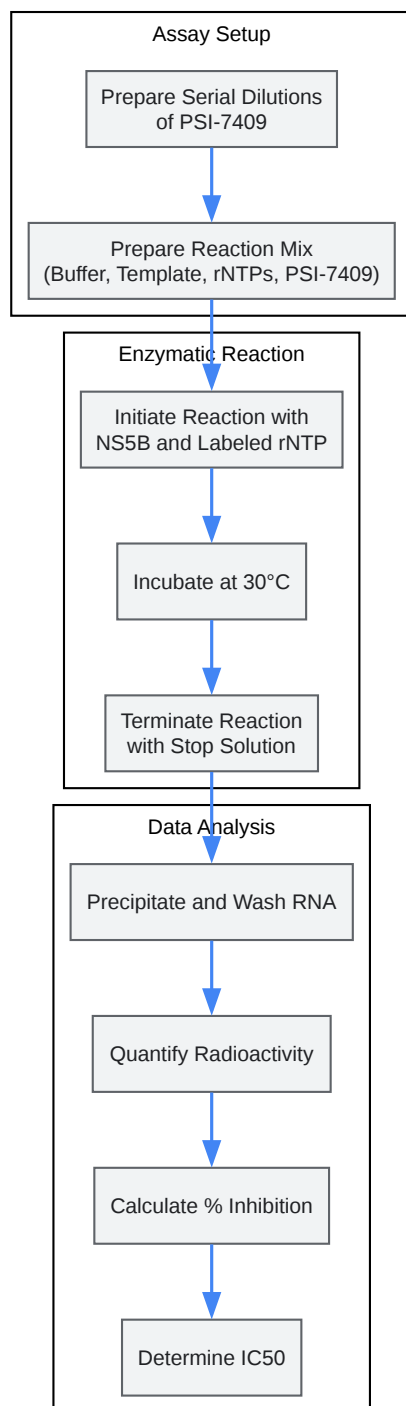 Assay Setup
Prepare Serial Dilutions
of PSI-7409
Prepare Reaction Mix
(Buffer, Template, rNTPs, PSI-7409)
Enzymatic Reaction
Initiate Reaction with
NS5B and Labeled rNTP
Incubate at 30°C
Terminate Reaction
with Stop Solution
Data Analysis
Precipitate and Wash RNA
Quantify Radioactivity
Calculate % Inhibition
Determine IC50